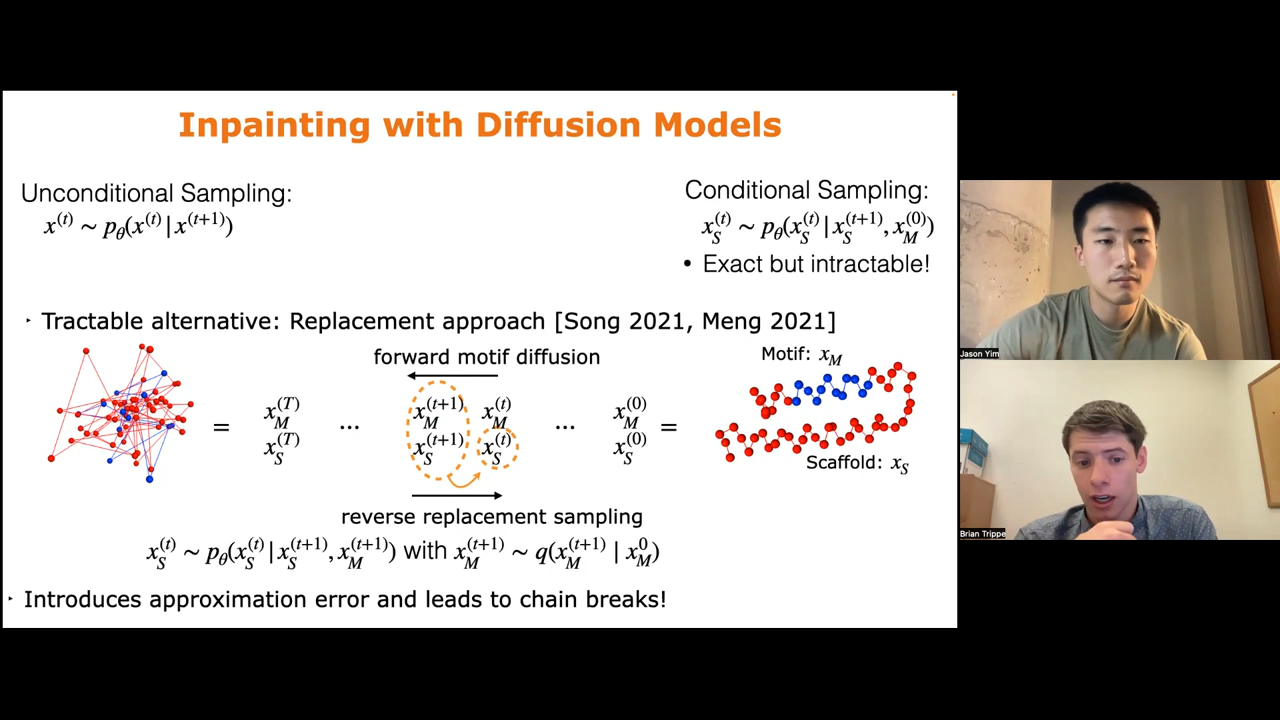 Inpainting with Diffusion Models
Unconditional Sampling:
x^{(t)} ~ p_θ(x^{(t)} | x^{(t+1)})
Conditional Sampling:
x_S^{(t)} ~ p_θ(x_S^{(t)} | x_S^{(t+1)}, x_M^{(0)})
• Exact but intractable!
‣ Tractable alternative: Replacement approach [Song 2021, Meng 2021]
forward motif diffusion
Motif: x_M
= x_M^{(T)} ... x_M^{(t+1)} x_M^{(t)} ... x_M^{(0)} =
x_S^{(T)} x_S^{(t+1)} x_S^{(t)} x_S^{(0)}
Scaffold: x_S
reverse replacement sampling
x_S^{(t)} ~ p_θ(x_S^{(t)} | x_S^{(t+1)}, x_M^{(t+1)}) with x_M^{(t+1)} ~ q(x_M^{(t+1)} | x_M^0)
‣ Introduces approximation error and leads to chain breaks!
Jason Yim
Brian Trippe